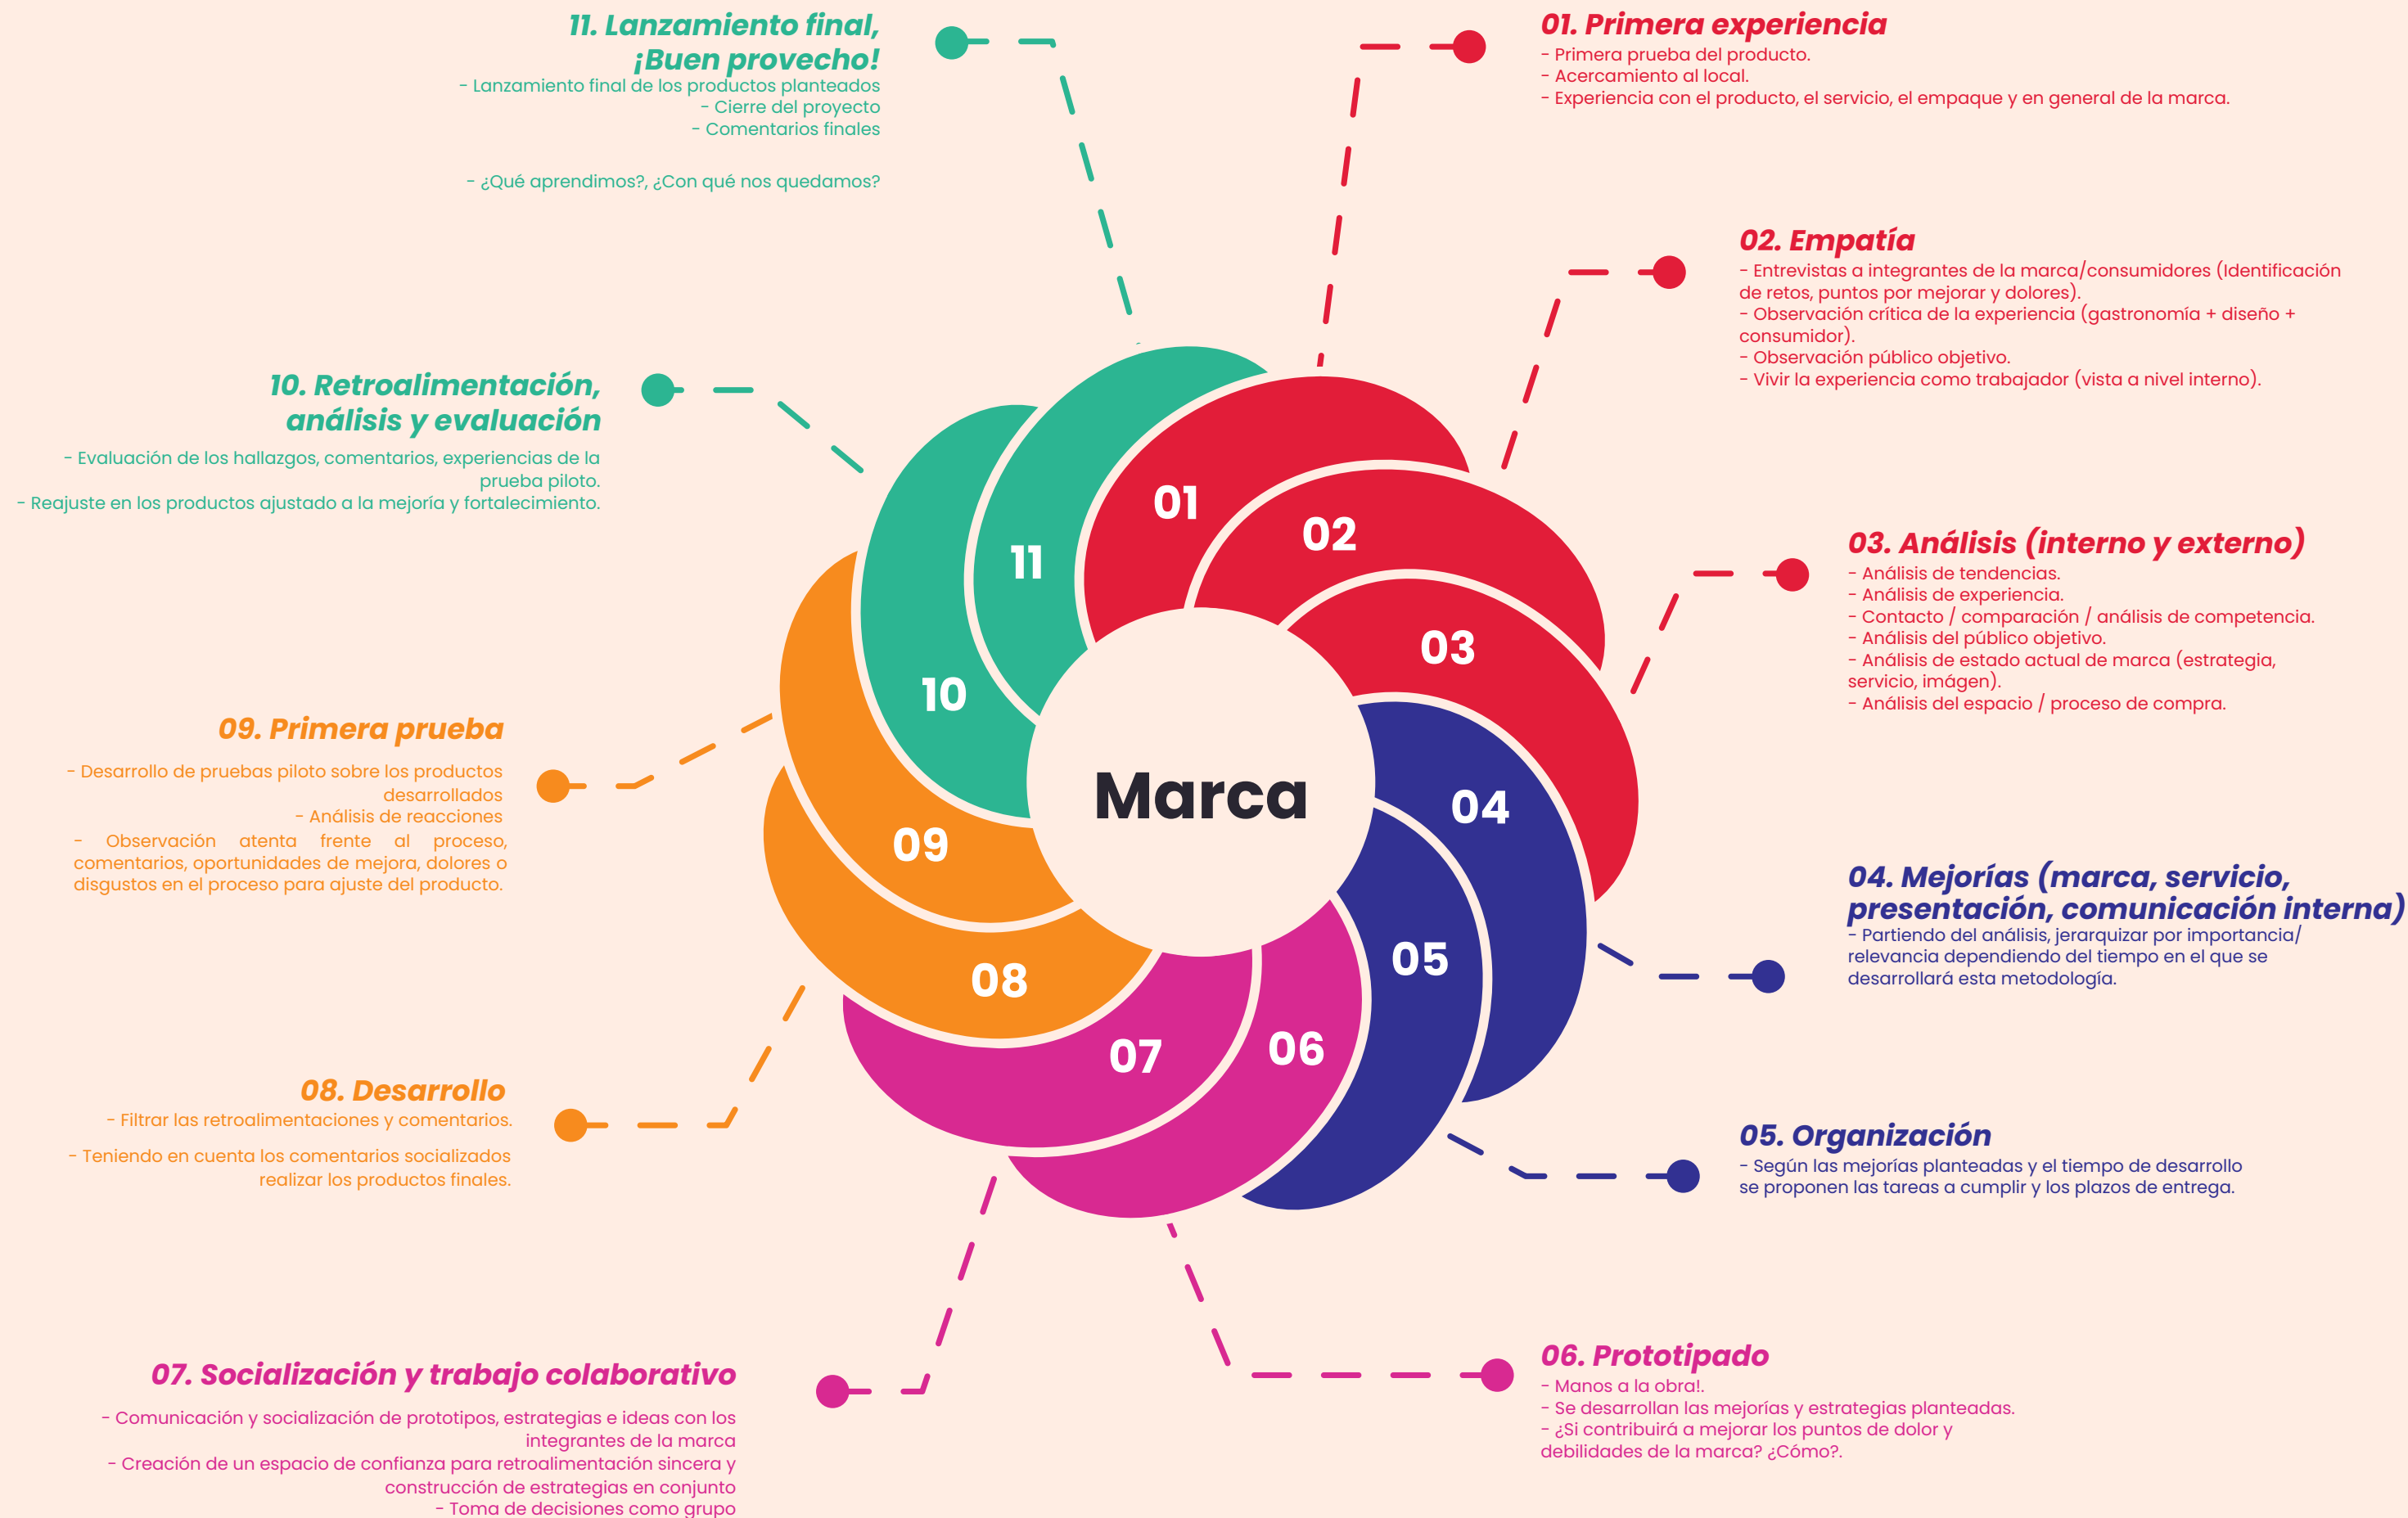 01. Primera experiencia
- Primera prueba del producto.
- Acercamiento al local.
- Experiencia con el producto, el servicio, el empaque y en general de la marca.
02. Empatía
- Entrevistas a integrantes de la marca/consumidores (Identificación
de retos, puntos por mejorar y dolores).
- Observación crítica de la experiencia (gastronomía + diseño +
consumidor).
- Observación público objetivo.
- Vivir la experiencia como trabajador (vista a nivel interno).
03. Análisis (interno y externo)
- Análisis de tendencias.
- Análisis de experiencia.
- Contacto / comparación / análisis de competencia.
- Análisis del público objetivo.
- Análisis de estado actual de marca (estrategia,
servicio, imágen).
- Análisis del espacio / proceso de compra.
04. Mejorías (marca, servicio,
presentación, comunicación interna)
- Partiendo del análisis, jerarquizar por importancia/
relevancia dependiendo del tiempo en el que se
desarrollará esta metodología.
05. Organización
- Según las mejorías planteadas y el tiempo de desarrollo
se proponen las tareas a cumplir y los plazos de entrega.
06. Prototipado
- Manos a la obra!.
- Se desarrollan las mejorías y estrategias planteadas.
- ¿Si contribuirá a mejorar los puntos de dolor y
debilidades de la marca? ¿Cómo?.
07. Socialización y trabajo colaborativo
- Comunicación y socialización de prototipos, estrategias e ideas con los
integrantes de la marca
- Creación de un espacio de confianza para retroalimentación sincera y
construcción de estrategias en conjunto
- Toma de decisiones como grupo
08. Desarrollo
- Filtrar las retroalimentaciones y comentarios.
- Teniendo en cuenta los comentarios socializados
realizar los productos finales.
09. Primera prueba
- Desarrollo de pruebas piloto sobre los productos
desarrollados
- Análisis de reacciones
- Observación atenta frente al proceso,
comentarios, oportunidades de mejora, dolores o
disgustos en el proceso para ajuste del producto.
10. Retroalimentación,
análisis y evaluación
- Evaluación de los hallazgos, comentarios, experiencias de la
prueba piloto.
- Reajuste en los productos ajustado a la mejoría y fortalecimiento.
11. Lanzamiento final,
¡Buen provecho!
- Lanzamiento final de los productos planteados
- Cierre del proyecto
- Comentarios finales
- ¿Qué aprendimos?, ¿Con qué nos quedamos?
01
02
03
04
05
06
07
08
09
10
11
Marca